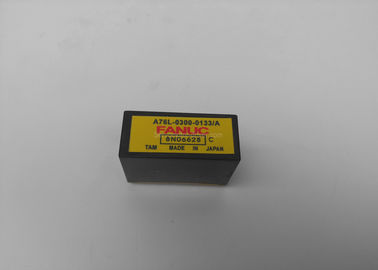 A76L-0300-0133/A
FANUC
8N06628 C
TAM MADE IN JAPAN